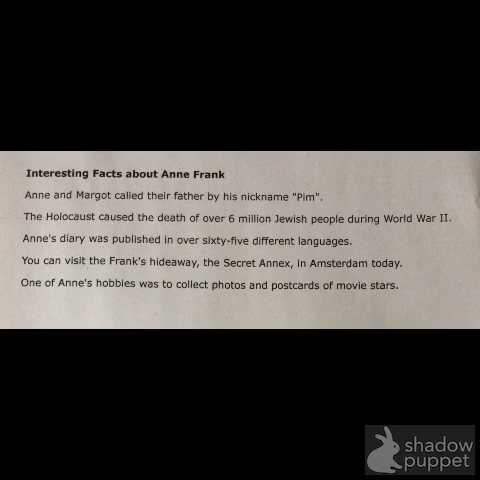 Interesting Facts about Anne Frank
Anne and Margot called their father by his nickname "Pim".
The Holocaust caused the death of over 6 million Jewish people during World War II.
Anne's diary was published in over sixty-five different languages.
You can visit the Frank's hideaway, the Secret Annex, in Amsterdam today.
One of Anne's hobbies was to collect photos and postcards of movie stars.
shadow
puppet